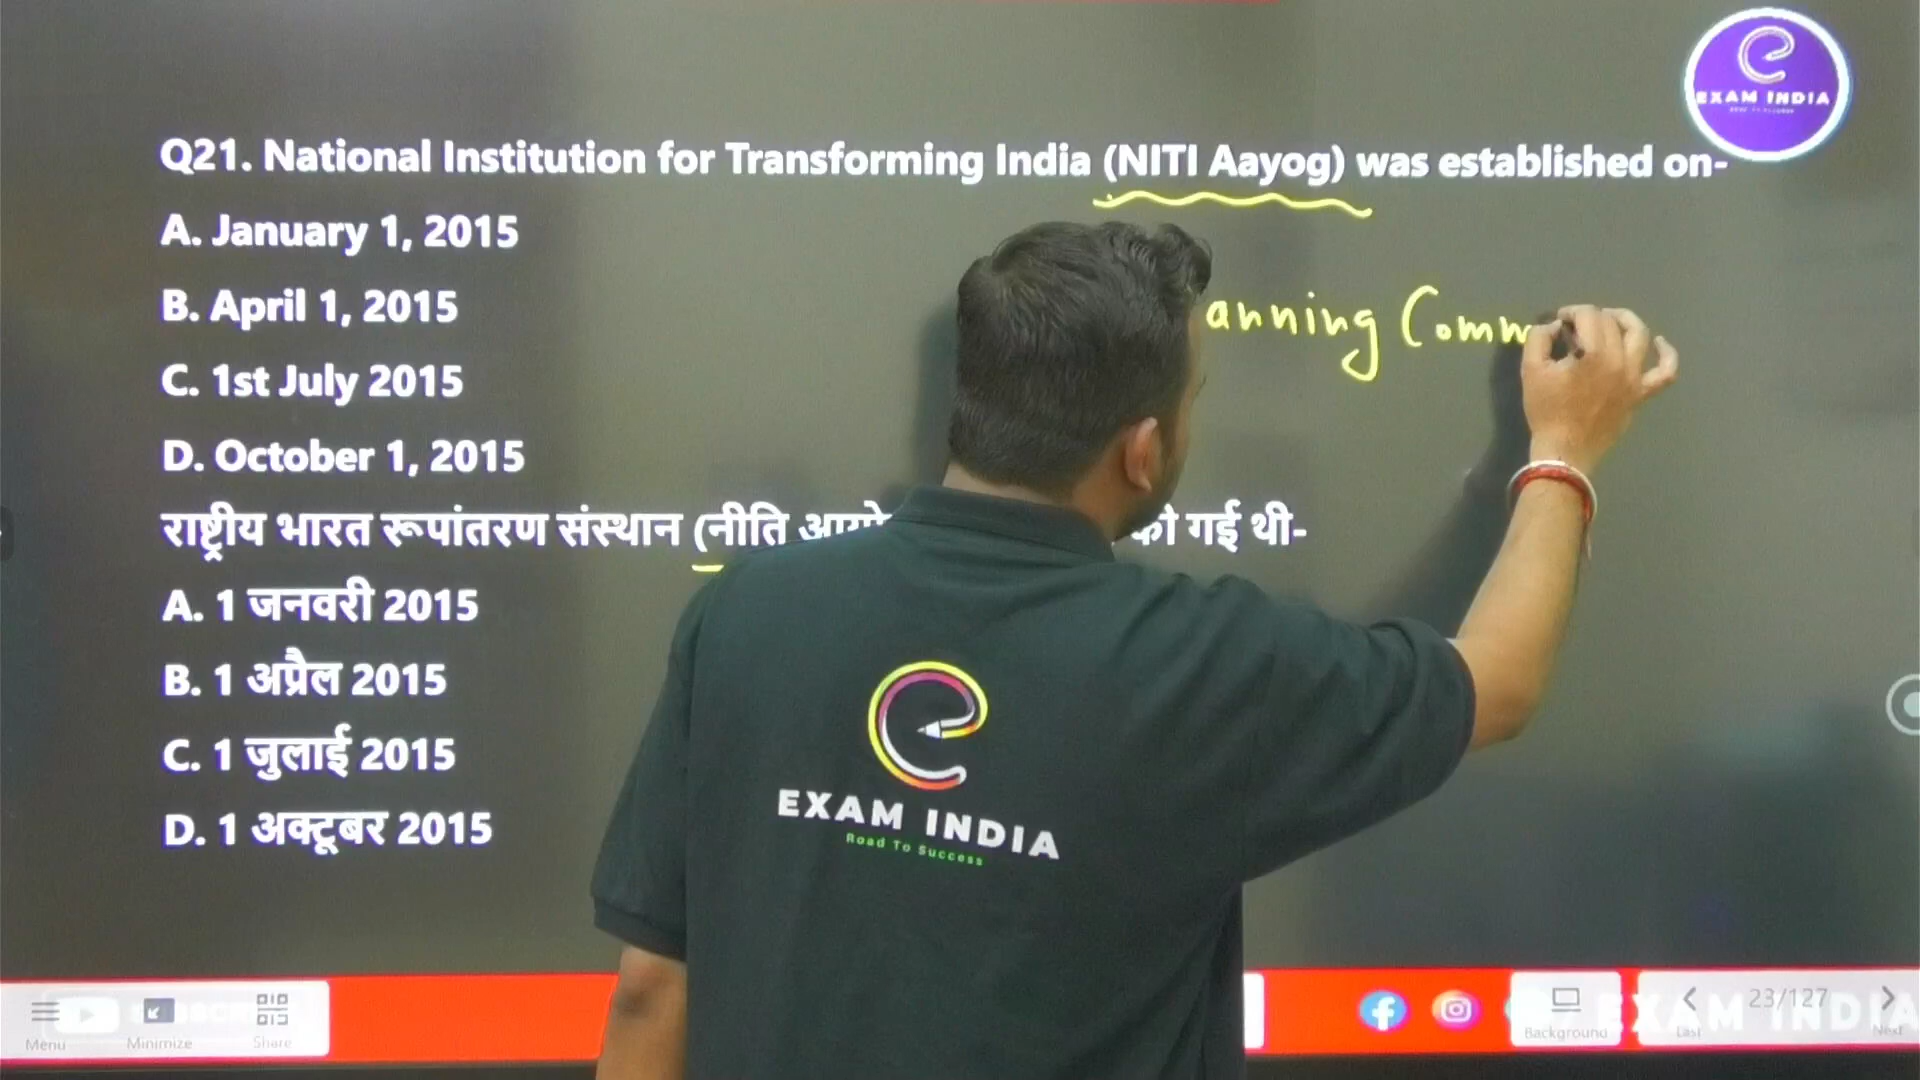 EXAM INDIA
Q21. National Institution for Transforming India (NITI Aayog) was established on-
A. January 1, 2015
B. April 1, 2015
anning Comm
C. 1st July 2015
D. October 1, 2015
राष्ट्रीय भारत रूपांतरण संस्थान (नीति की गई थी-
A. 1 जनवरी 2015
B. 1 अप्रैल 2015
C. 1 जुलाई 2015
D. 1 अक्टूबर 2015
EXAM INDIA
Road To Success
Menu Minimize Share Background 23/127 Last Next
EXAM INDIA